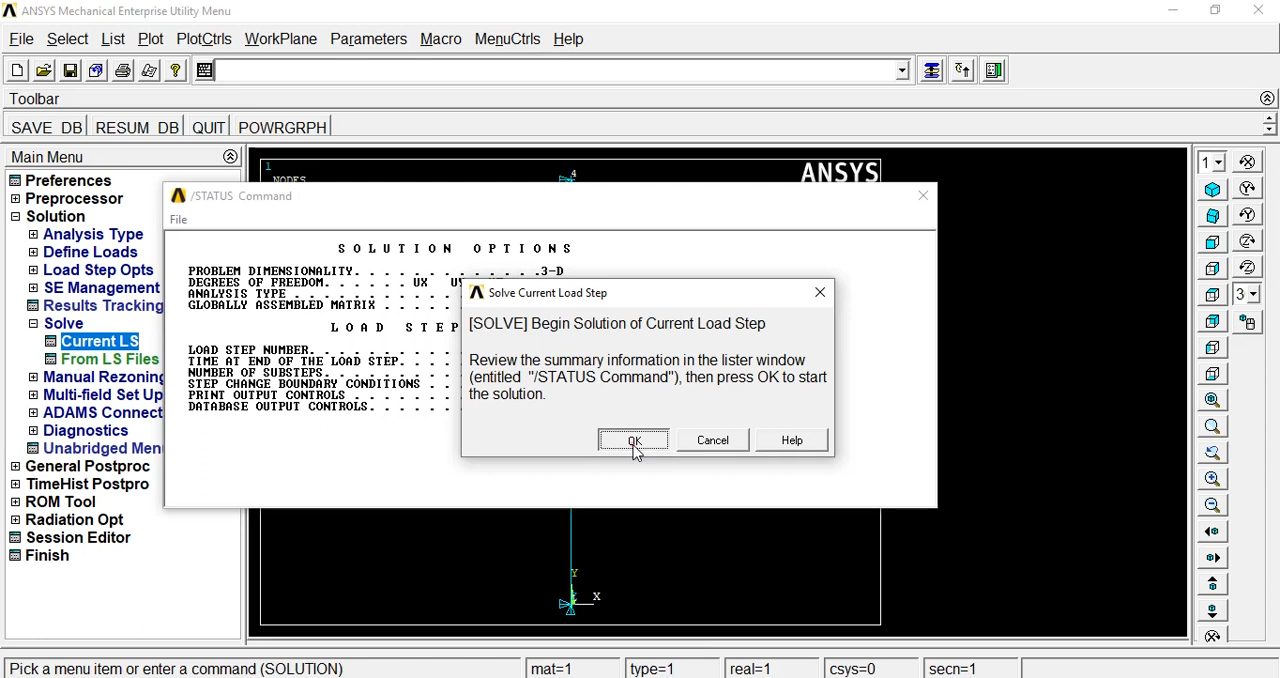 ANSYS Mechanical Enterprise Utility Menu
File Select List Plot PlotCtrls WorkPlane Parameters Macro MenuCtrls Help
Toolbar
SAVE_DB RESUM_DB QUIT POWRGRPH
Main Menu
Preferences
Preprocessor
Solution
Analysis Type
Define Loads
Load Step Opts
SE Management
Results Tracking
Solve
Current LS
From LS Files
Manual Rezoning
Multi-field Set Up
ADAMS Connect
Diagnostics
Unabridged Men
General Postproc
TimeHist Postpro
ROM Tool
Radiation Opt
Session Editor
Finish
1
NODES
4
ANSYS
/STATUS Command
File
SOLUTION OPTIONS
PROBLEM DIMENSIONALITY. . . . . . . . . . . . .3-D
DEGREES OF FREEDOM. . . . . . UX
ANALYSIS TYPE . . . . . . . . . . .
GLOBALLY ASSEMBLED MATRIX . . . . .
LOAD STEP
LOAD STEP NUMBER. . . . . . . . . .
TIME AT END OF THE LOAD STEP. . . .
NUMBER OF SUBSTEPS. . . . . . . . .
STEP CHANGE BOUNDARY CONDITIONS . .
PRINT OUTPUT CONTROLS . . . . . . .
DATABASE OUTPUT CONTROLS. . . . . .
Solve Current Load Step
[SOLVE] Begin Solution of Current Load Step
Review the summary information in the lister window
(entitled "/STATUS Command"), then press OK to start
the solution.
OK Cancel Help
Y
X
1
3
Pick a menu item or enter a command (SOLUTION) mat=1 type=1 real=1 csys=0 secn=1